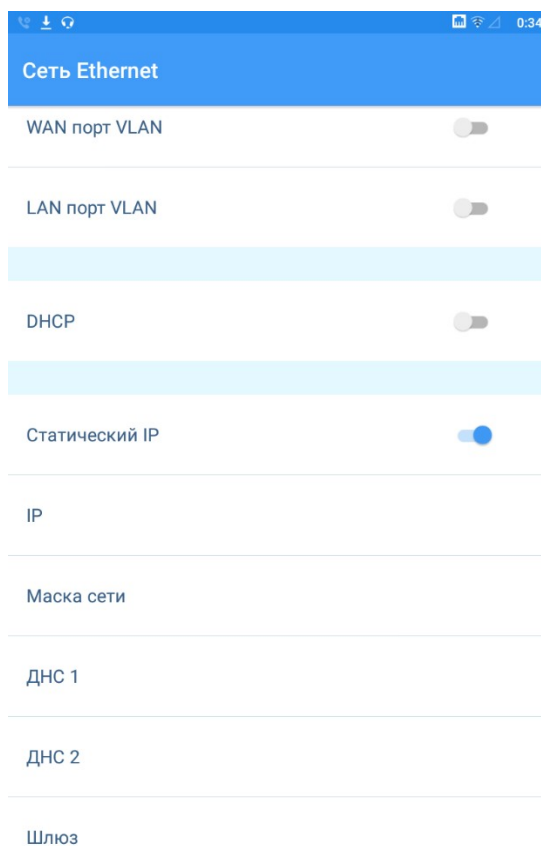 0:34
Сеть Ethernet
WAN порт VLAN
LAN порт VLAN
DHCP
Статический IP
IP
Маска сети
ДНС 1
ДНС 2
Шлюз